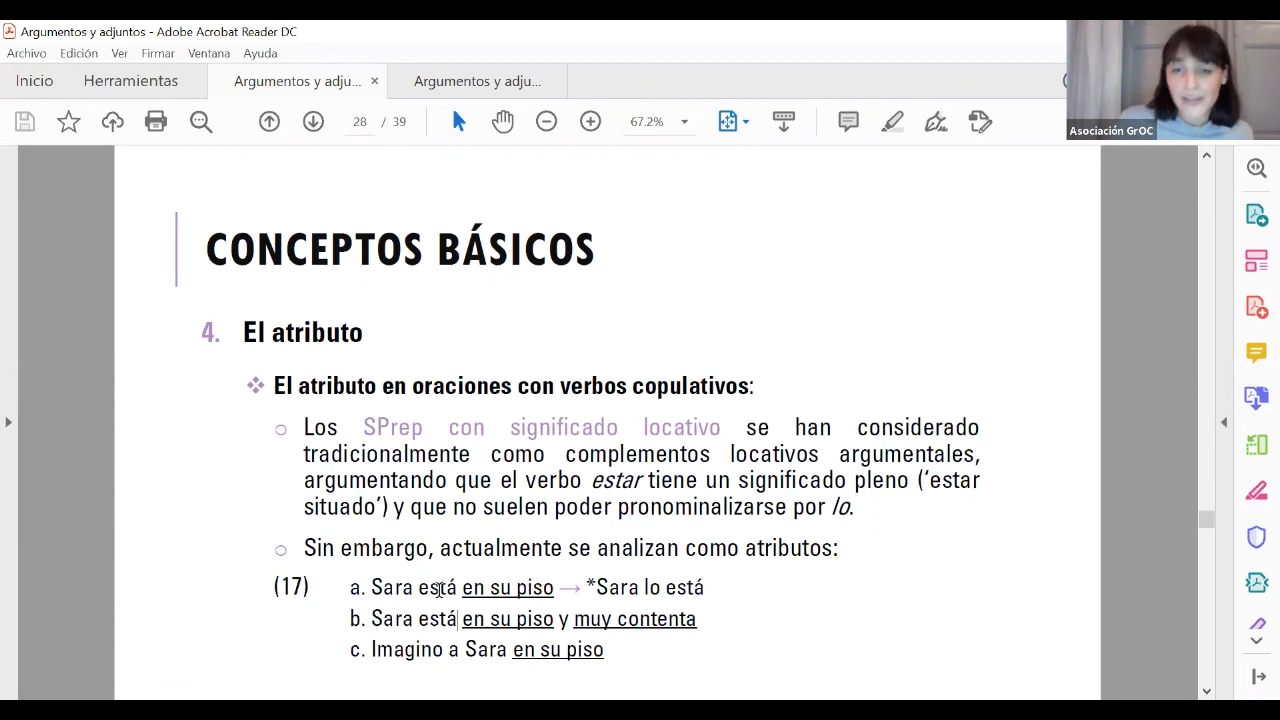 Argumentos y adjuntos - Adobe Acrobat Reader DC
Archivo Edición Ver Firmar Ventana Ayuda
Inicio Herramientas Argumentos y adju... × Argumentos y adju...
28 / 39 67.2%
Asociación GrOC
CONCEPTOS BÁSICOS
4. El atributo
❖ El atributo en oraciones con verbos copulativos:
○ Los SPrep con significado locativo se han considerado
tradicionalmente como complementos locativos argumentales,
argumentando que el verbo estar tiene un significado pleno (‘estar
situado’) y que no suelen poder pronominalizarse por lo.
○ Sin embargo, actualmente se analizan como atributos:
(17) a. Sara está en su piso → *Sara lo está
b. Sara está en su piso y muy contenta
c. Imagino a Sara en su piso